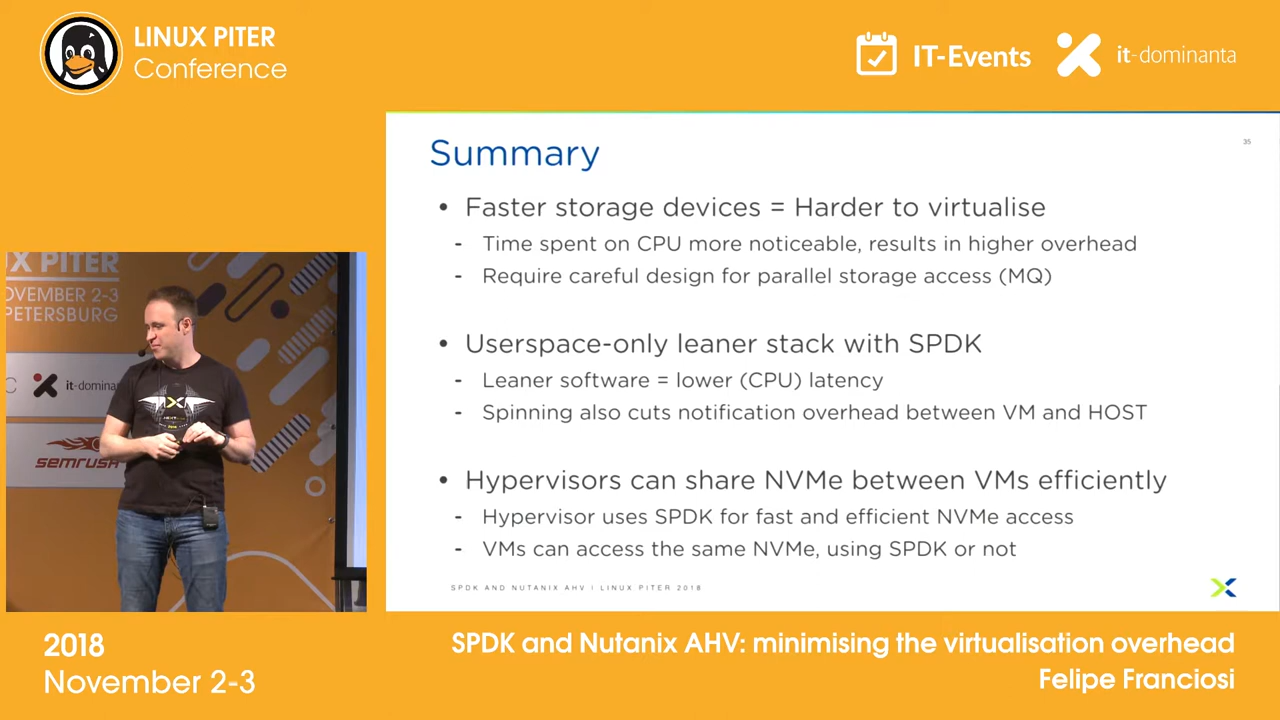 LINUX PITER
Conference
IT-Events
it-dominanta
Summary
35
• Faster storage devices = Harder to virtualise
- Time spent on CPU more noticeable, results in higher overhead
- Require careful design for parallel storage access (MQ)
• Userspace-only leaner stack with SPDK
- Leaner software = lower (CPU) latency
- Spinning also cuts notification overhead between VM and HOST
• Hypervisors can share NVMe between VMs efficiently
- Hypervisor uses SPDK for fast and efficient NVMe access
- VMs can access the same NVMe, using SPDK or not
SPDK AND NUTANIX AHV | LINUX PITER 2018
UX PITER
OVEMBER 2-3
PETERSBURG
C
it-domina
semrush
2018
November 2-3
SPDK and Nutanix AHV: minimising the virtualisation overhead
Felipe Franciosi